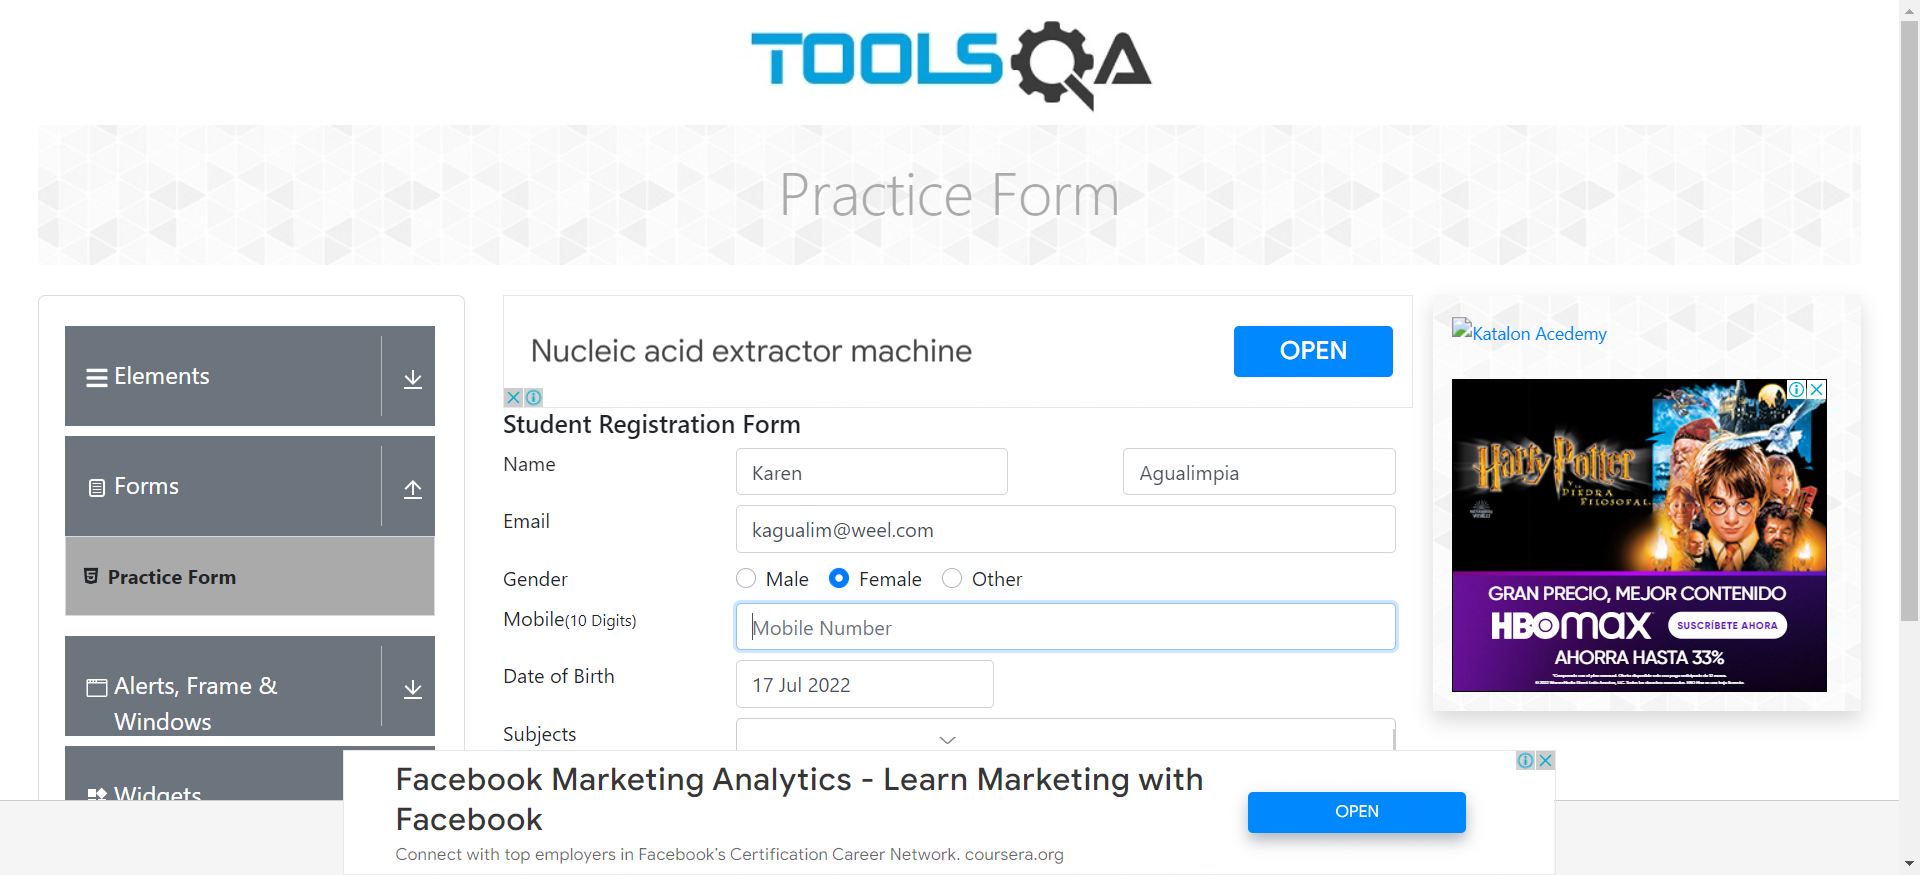 TOOLSQA
Practice Form
Elements
Forms
Practice Form
Alerts, Frame &
Windows
Widgets
Nucleic acid extractor machine
OPEN
Student Registration Form
Name
Karen
Agualimpia
Email
kagualim@weel.com
Gender
Male
Female
Other
Mobile(10 Digits)
Mobile Number
Date of Birth
17 Jul 2022
Subjects
Katalon Acedemy
Harry Potter
Y LA
PIEDRA
FILOSOFAL
GRAN PRECIO, MEJOR CONTENIDO
HBOmax
SUSCRÍBETE AHORA
AHORRA HASTA 33%
Facebook Marketing Analytics - Learn Marketing with
Facebook
Connect with top employers in Facebook's Certification Career Network. coursera.org
OPEN